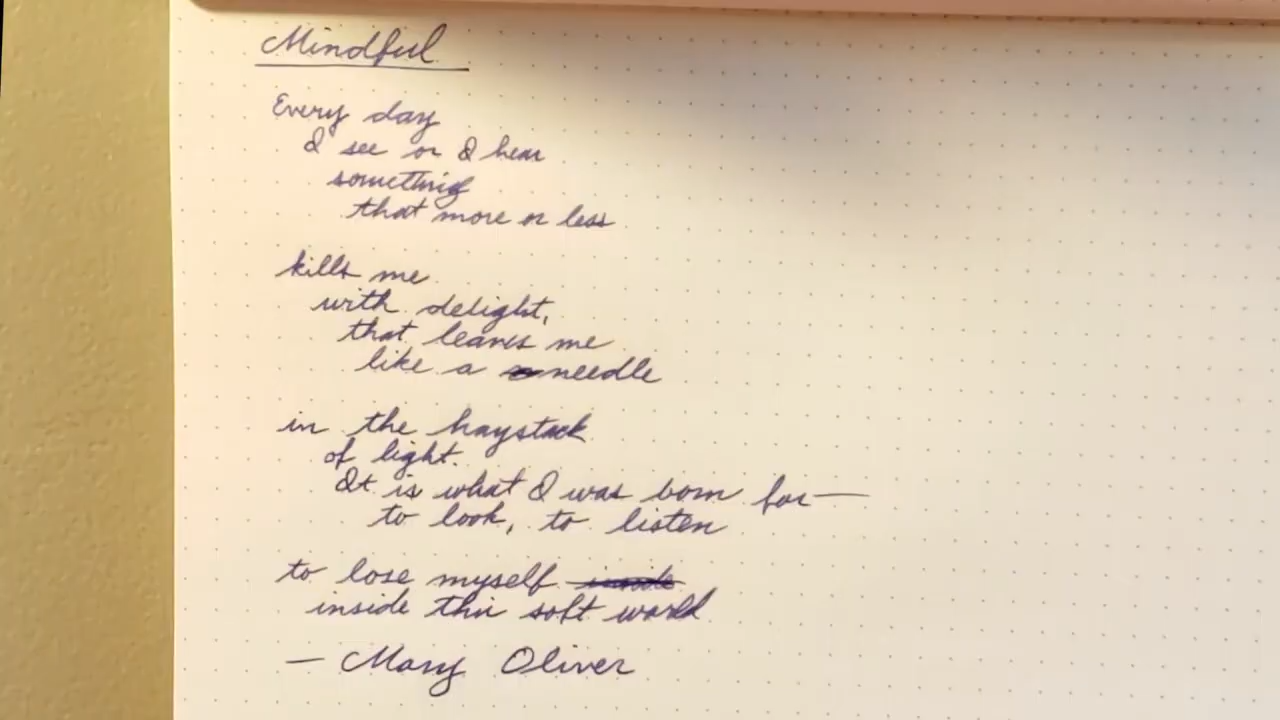 Mindful
Every day
I see or I hear
something
that more or less
kills me
with delight,
that leaves me
like a needle
in the haystack
of light.
It is what I was born for—
to look, to listen
to lose myself
inside this soft world
— Mary Oliver